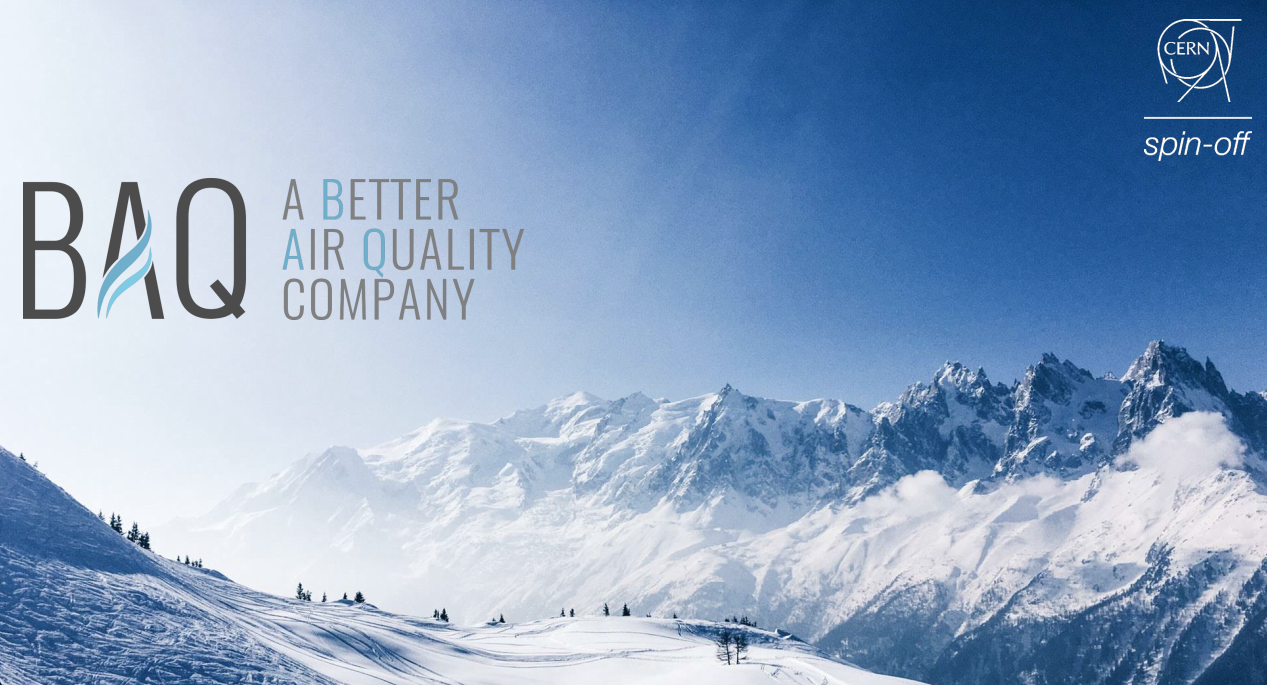 BAQ
A BETTER
AIR QUALITY
COMPANY
CERN
spin-off